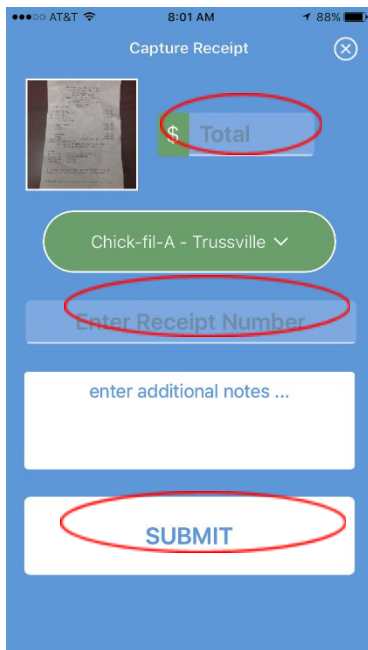 AT&T 8:01 AM 88%
Capture Receipt
$ Total
Chick-fil-A - Trussville
Enter Receipt Number
enter additional notes ...
SUBMIT